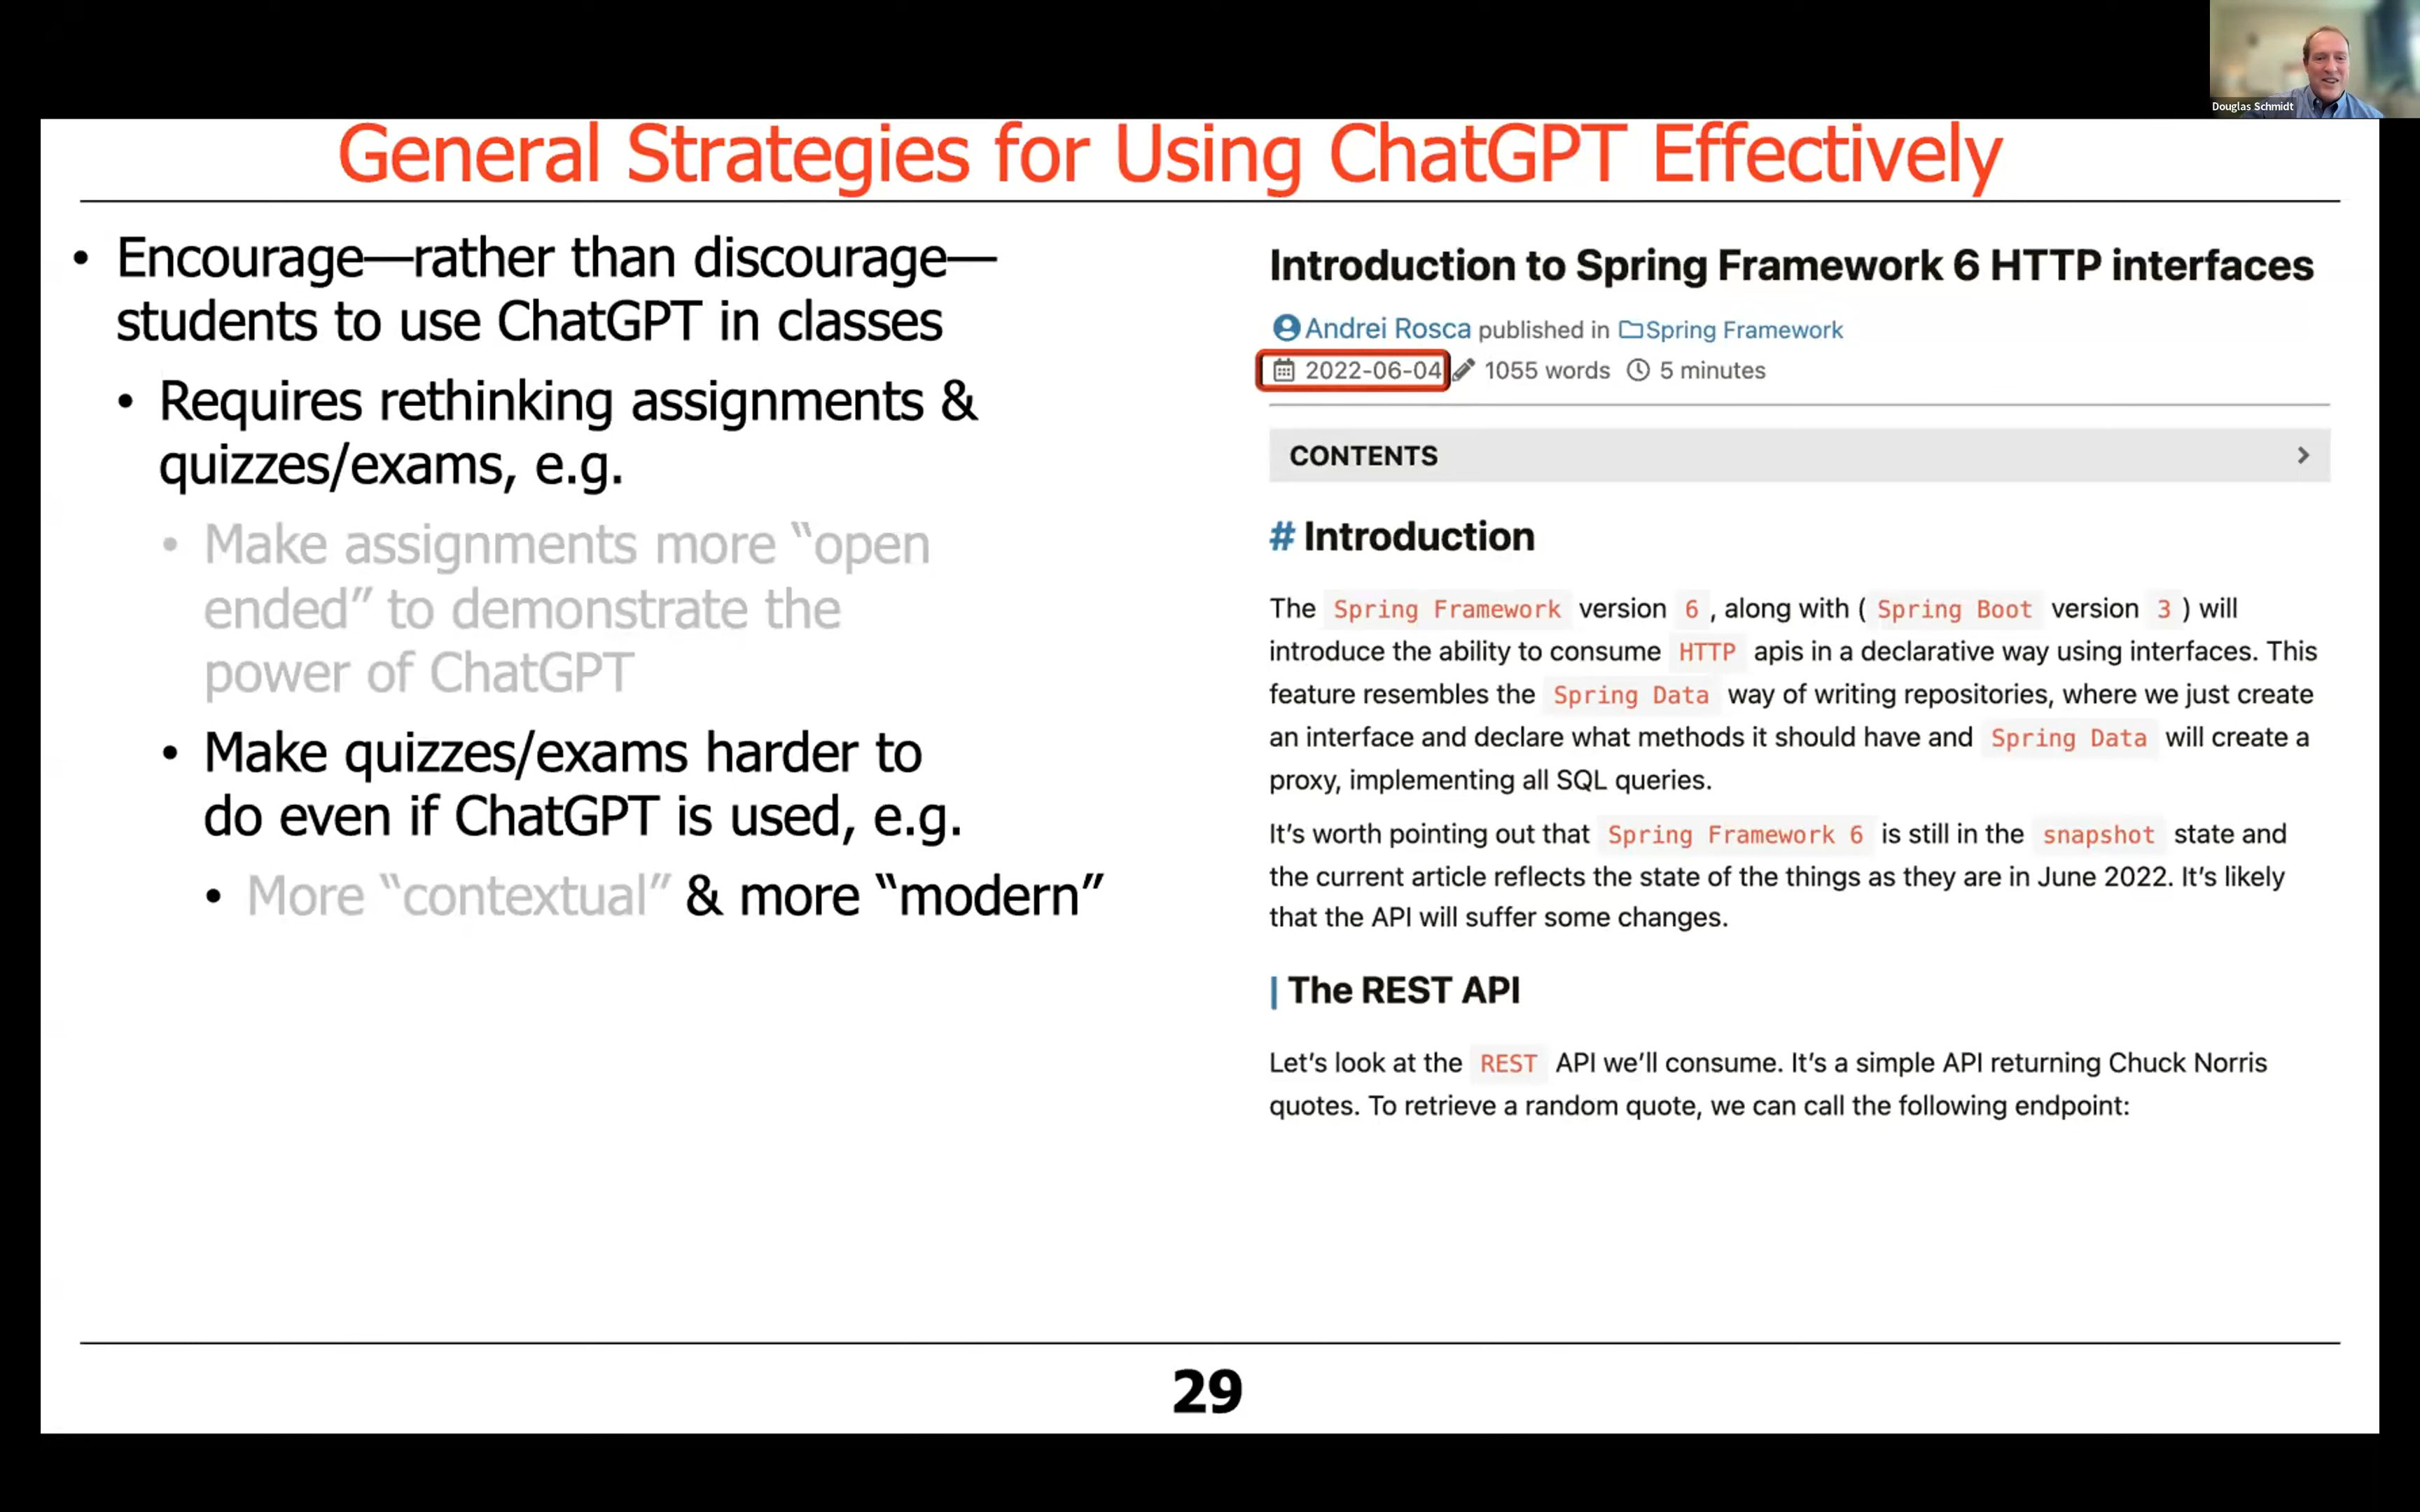 Douglas Schmidt
General Strategies for Using ChatGPT Effectively
• Encourage—rather than discourage—
students to use ChatGPT in classes
• Requires rethinking assignments &
quizzes/exams, e.g.
• Make assignments more “open
ended” to demonstrate the
power of ChatGPT
• Make quizzes/exams harder to
do even if ChatGPT is used, e.g.
• More “contextual” & more “modern”
Introduction to Spring Framework 6 HTTP interfaces
Andrei Rosca published in Spring Framework
2022-06-04 1055 words 5 minutes
CONTENTS
# Introduction
The Spring Framework version 6 , along with ( Spring Boot version 3 ) will
introduce the ability to consume HTTP apis in a declarative way using interfaces. This
feature resembles the Spring Data way of writing repositories, where we just create
an interface and declare what methods it should have and Spring Data will create a
proxy, implementing all SQL queries.
It’s worth pointing out that Spring Framework 6 is still in the snapshot state and
the current article reflects the state of the things as they are in June 2022. It’s likely
that the API will suffer some changes.
| The REST API
Let’s look at the REST API we’ll consume. It’s a simple API returning Chuck Norris
quotes. To retrieve a random quote, we can call the following endpoint:
29